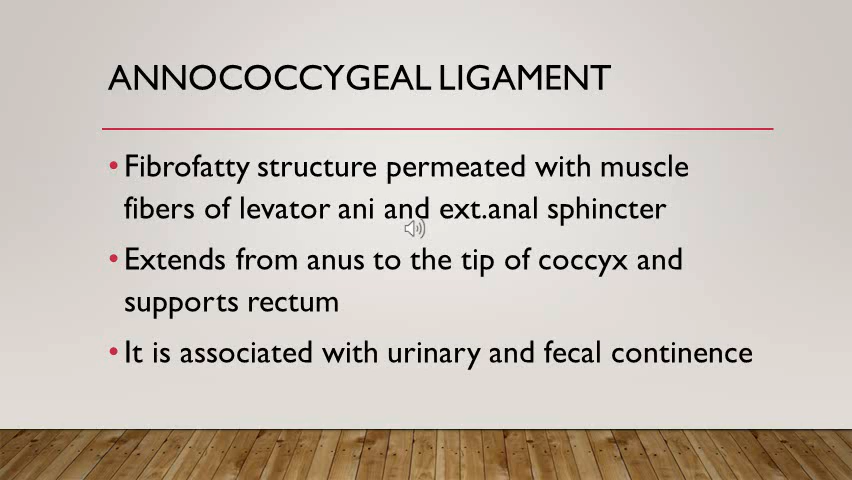 ANNOCOCCYGEAL LIGAMENT
• Fibrofatty structure permeated with muscle
fibers of levator ani and ext.anal sphincter
• Extends from anus to the tip of coccyx and
supports rectum
• It is associated with urinary and fecal continence